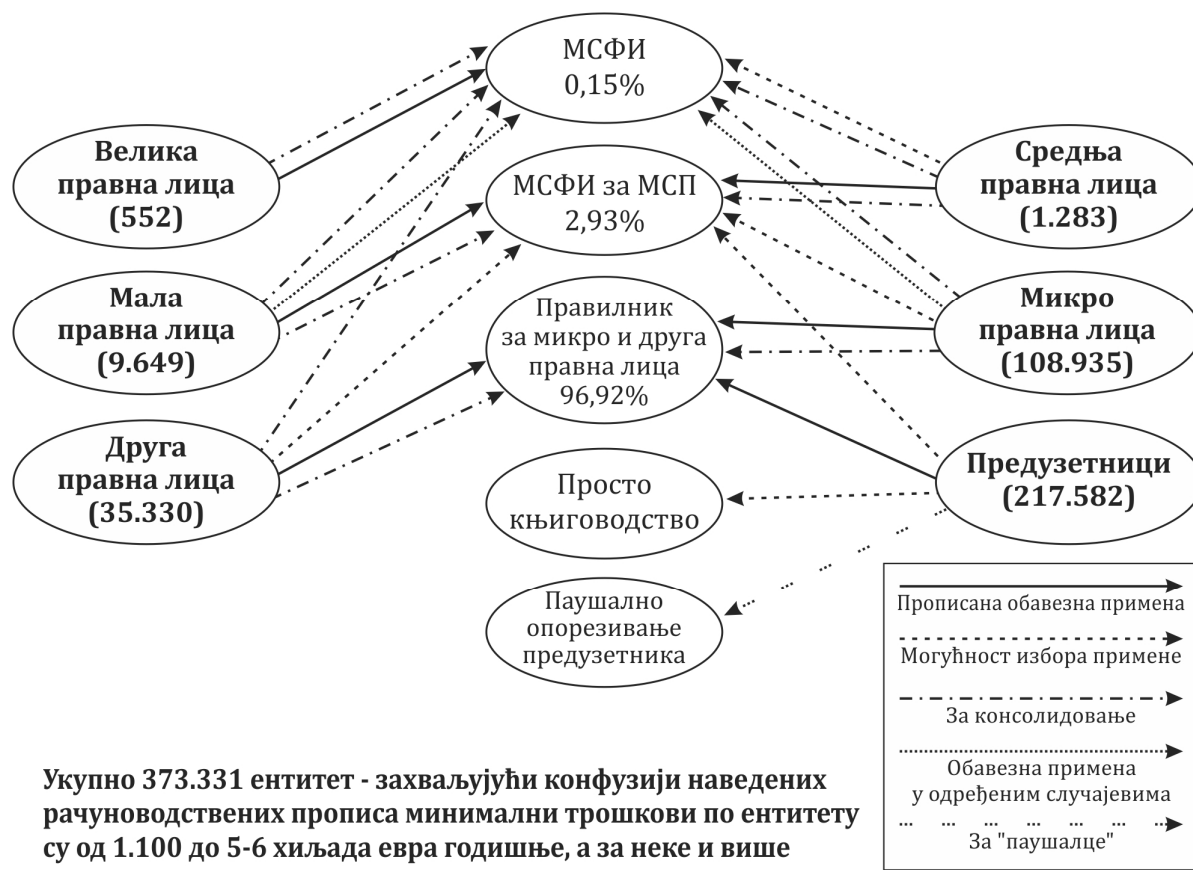 МСФИ
0,15%
Велика
правна лица
(552)
Средња
правна лица
(1.283)
МСФИ за МСП
2,93%
Мала
правна лица
(9.649)
Правилник
за микро и друга
правна лица
96,92%
Микро
правна лица
(108.935)
Друга
правна лица
(35.330)
Просто
књиговодство
Предузетници
(217.582)
Паушално
опорезивање
предузетника
Прописана обавезна примена
Могућност избора примене
За консолидовање
Обавезна примена
у одређеним случајевима
За "паушалце"
Укупно 373.331 ентитет - захваљујући конфузији наведених
рачуноводствених прописа минимални трошкови по ентитету
су од 1.100 до 5-6 хиљада евра годишње, а за неке и више